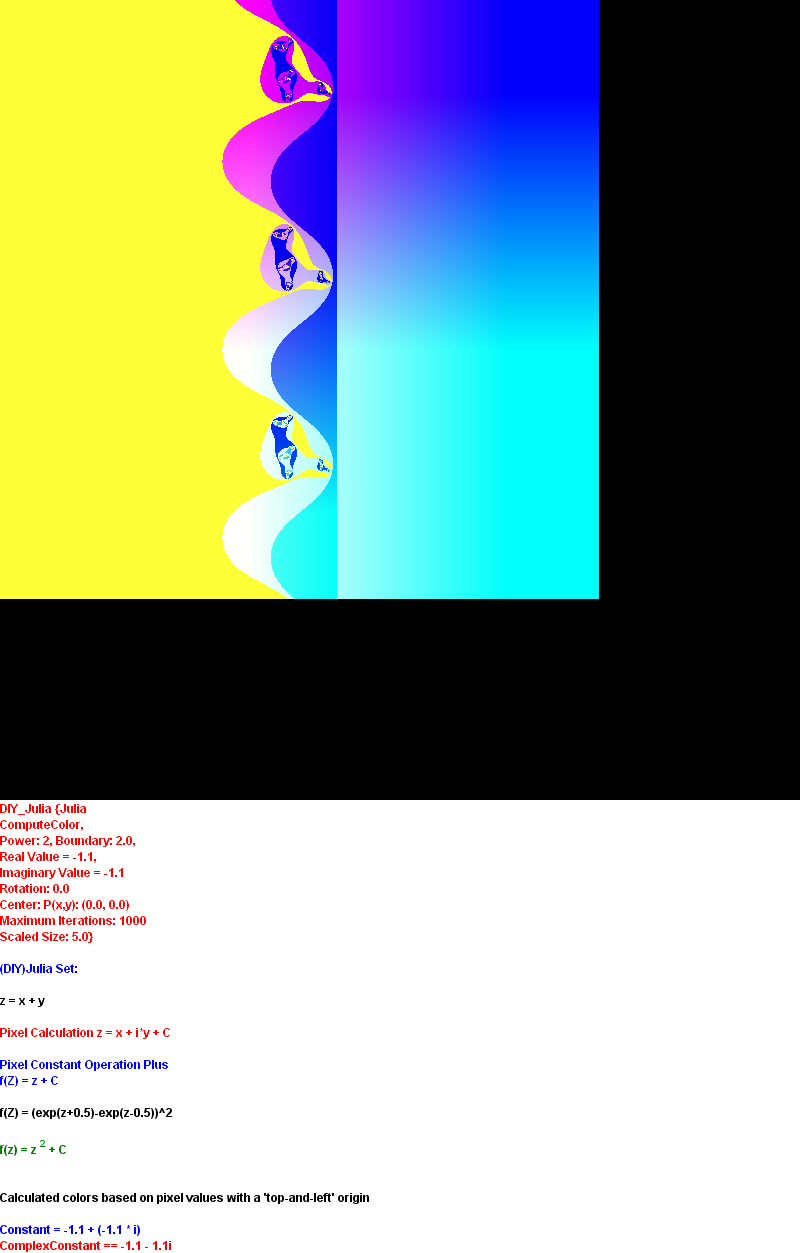 DIY_Julia {Julia
ComputeColor,
Power: 2, Boundary: 2.0,
Real Value = -1.1,
Imaginary Value = -1.1
Rotation: 0.0
Center: P(x,y): (0.0, 0.0)
Maximum Iterations: 1000
Scaled Size: 5.0}
(DIY)Julia Set:
z = x + y
Pixel Calculation z = x + i*y + C
Pixel Constant Operation Plus
f(Z) = z + C
f(Z) = (exp(z+0.5)-exp(z-0.5))^2
f(z) = z 2 + C
Calculated colors based on pixel values with a 'top-and-left' origin
Constant = -1.1 + (-1.1 * i)
ComplexConstant == -1.1 - 1.1i